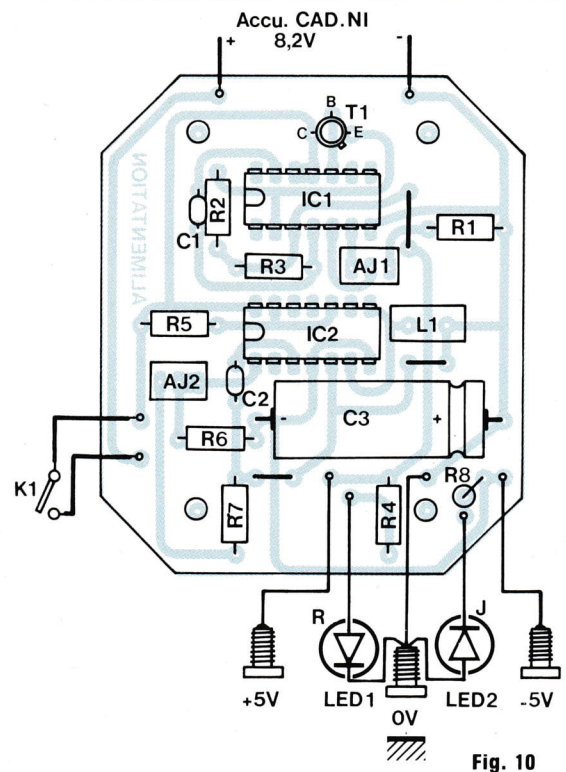 Accu. CAD.NI
8,2V
+ -
B
T1
C E
ALIMENTATION
IC1
R2
C1
R1
R3
AJ1
R5
IC2
L1
AJ2
C2
- C3 +
R6
K1
R7
R4
R8
R
J
+5V
LED1
0V
LED2
-5V
Fig. 10